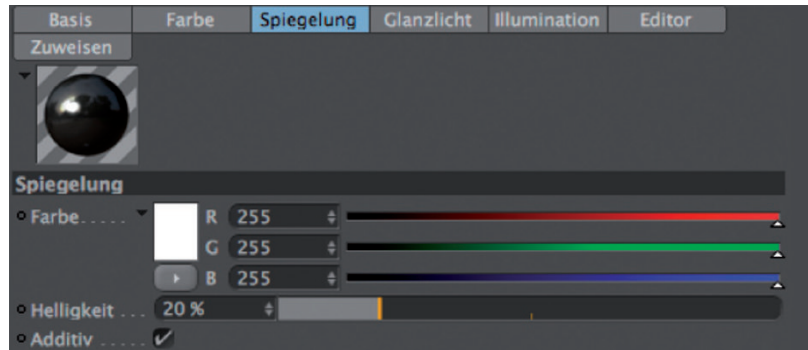 Basis Farbe Spiegelung Glanzlicht Illumination Editor
Zuweisen
Spiegelung
Farbe..... R 255
G 255
B 255
Helligkeit ... 20 %
Additiv .....